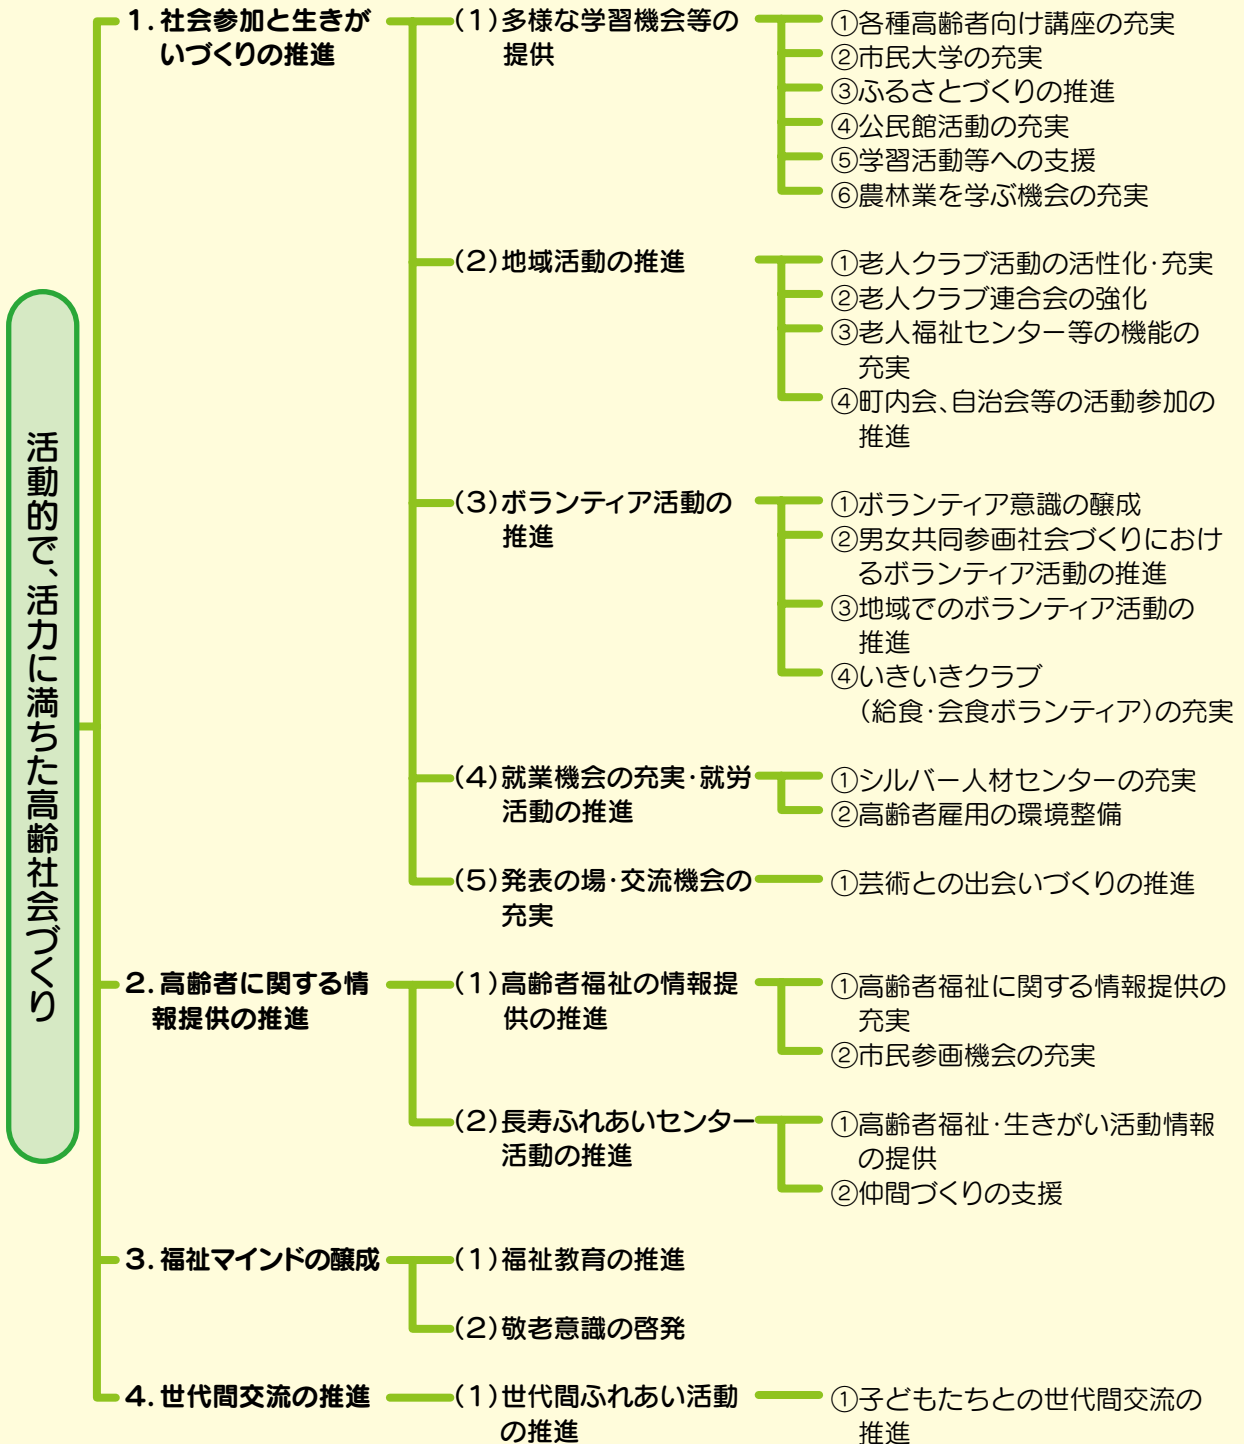 活動的で、活力に満ちた高齢社会づくり
1. 社会参加と生きが
いづくりの推進
(1)多様な学習機会等の
提供
①各種高齢者向け講座の充実
②市民大学の充実
③ふるさとづくりの推進
④公民館活動の充実
⑤学習活動等への支援
⑥農林業を学ぶ機会の充実
(2)地域活動の推進
①老人クラブ活動の活性化･充実
②老人クラブ連合会の強化
③老人福祉センター等の機能の
充実
④町内会、自治会等の活動参加の
推進
(3)ボランティア活動の
推進
①ボランティア意識の醸成
②男女共同参画社会づくりにおけ
るボランティア活動の推進
③地域でのボランティア活動の
推進
④いきいきクラブ
(給食･会食ボランティア)の充実
(4)就業機会の充実･就労
活動の推進
①シルバー人材センターの充実
②高齢者雇用の環境整備
(5)発表の場･交流機会の
充実
①芸術との出会いづくりの推進
2. 高齢者に関する情
報提供の推進
(1)高齢者福祉の情報提
供の推進
①高齢者福祉に関する情報提供の
充実
②市民参画機会の充実
(2)長寿ふれあいセンター
活動の推進
①高齢者福祉･生きがい活動情報
の提供
②仲間づくりの支援
3. 福祉マインドの醸成
(1)福祉教育の推進
(2)敬老意識の啓発
4. 世代間交流の推進
(1)世代間ふれあい活動
の推進
①子どもたちとの世代間交流の
推進